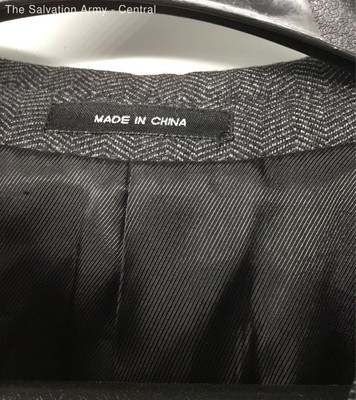 The Salvation Army - Central
MADE IN CHINA